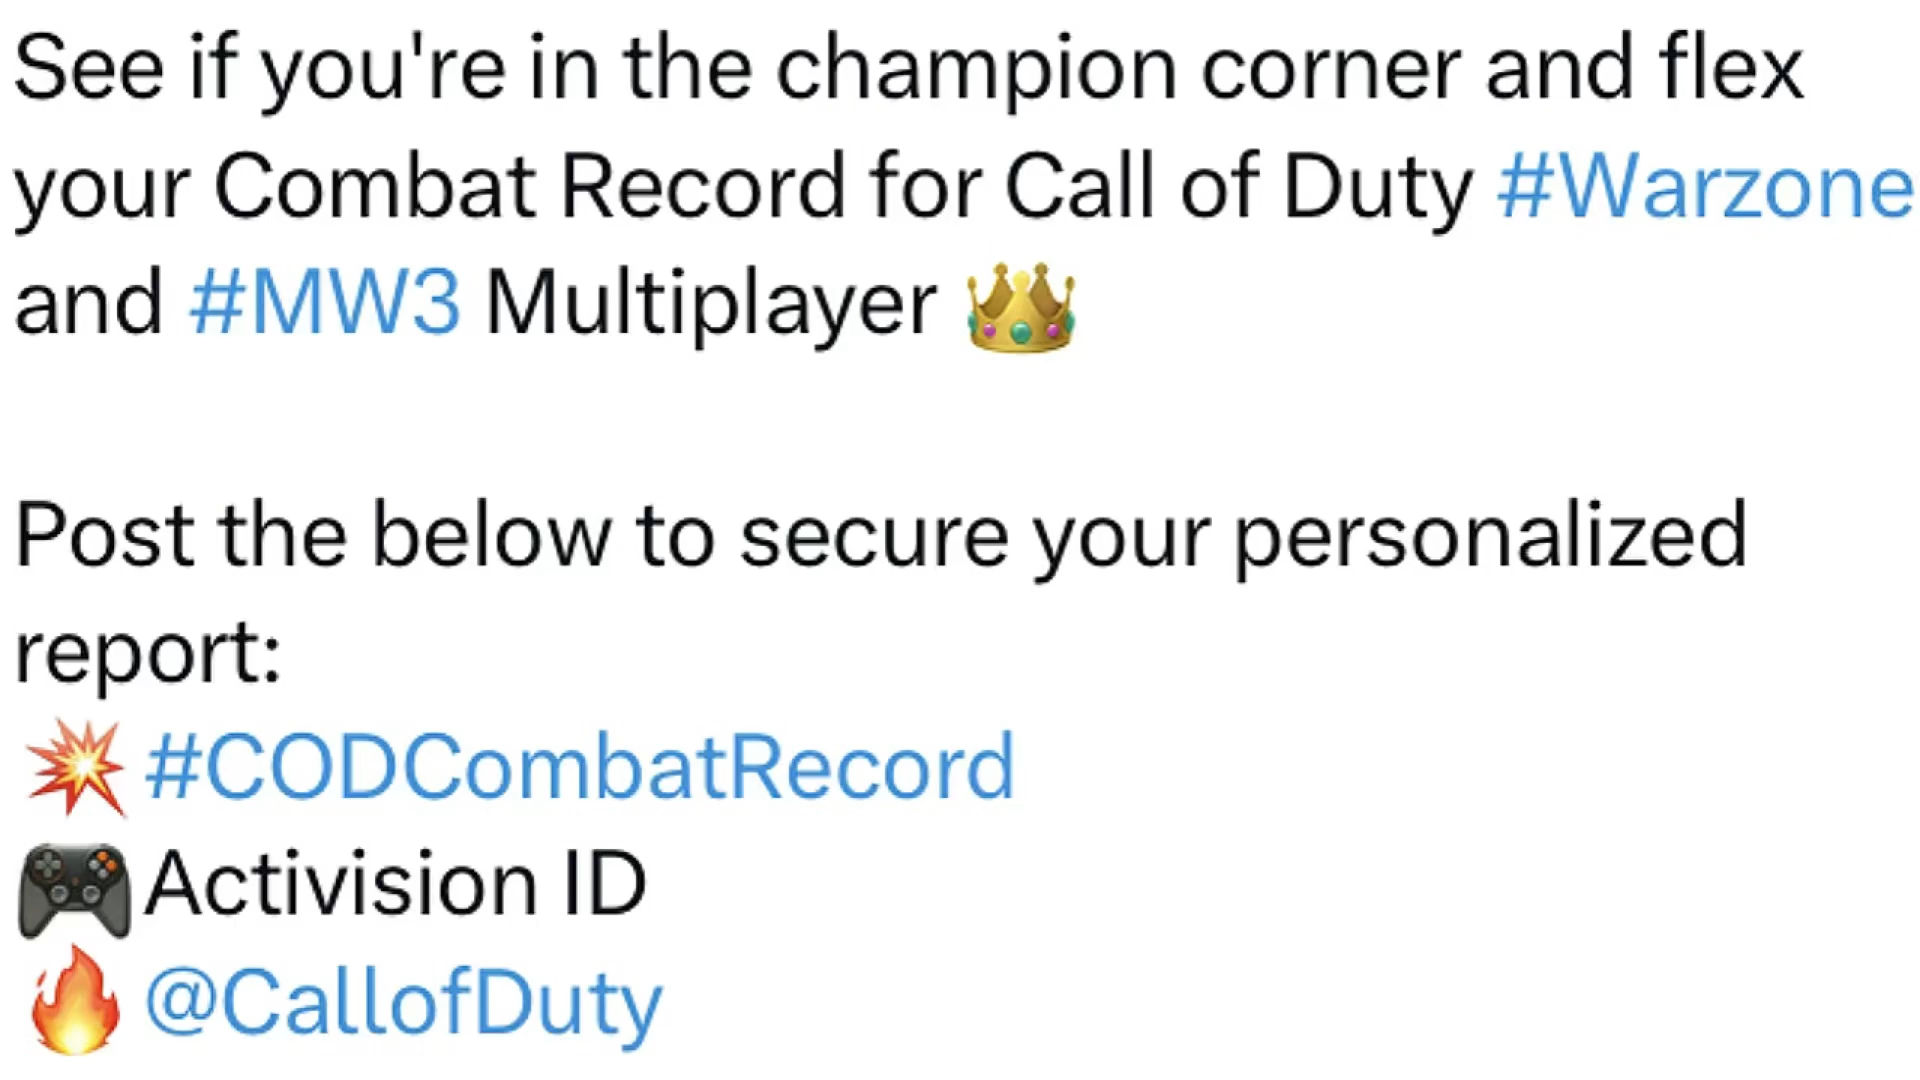 See if you're in the champion corner and flex
your Combat Record for Call of Duty #Warzone
and #MW3 Multiplayer 👑
Post the below to secure your personalized
report:
💥 #CODCombatRecord
🎮 Activision ID
🔥 @CallofDuty